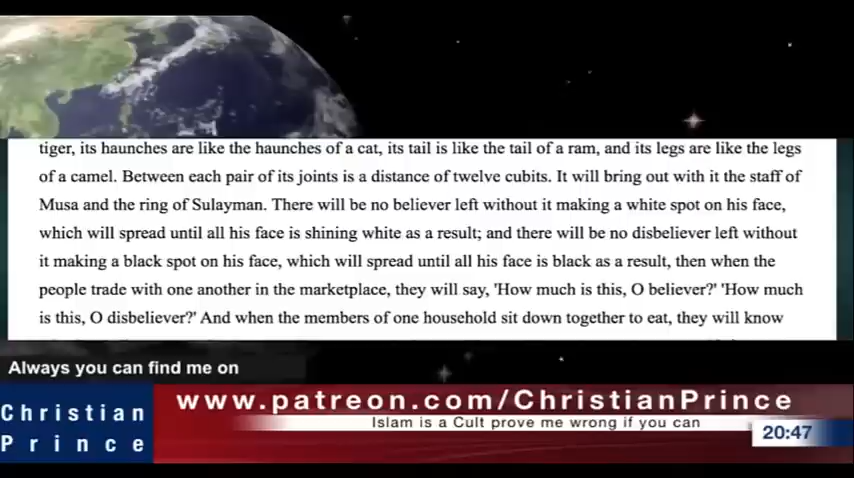 tiger, its haunches are like the haunches of a cat, its tail is like the tail of a ram, and its legs are like the legs
of a camel. Between each pair of its joints is a distance of twelve cubits. It will bring out with it the staff of
Musa and the ring of Sulayman. There will be no believer left without it making a white spot on his face,
which will spread until all his face is shining white as a result; and there will be no disbeliever left without
it making a black spot on his face, which will spread until all his face is black as a result, then when the
people trade with one another in the marketplace, they will say, 'How much is this, O believer?' 'How much
is this, O disbeliever?' And when the members of one household sit down together to eat, they will know
Always you can find me on
Christian
Prince
www.patreon.com/ChristianPrince
Islam is a Cult prove me wrong if you can
20:47